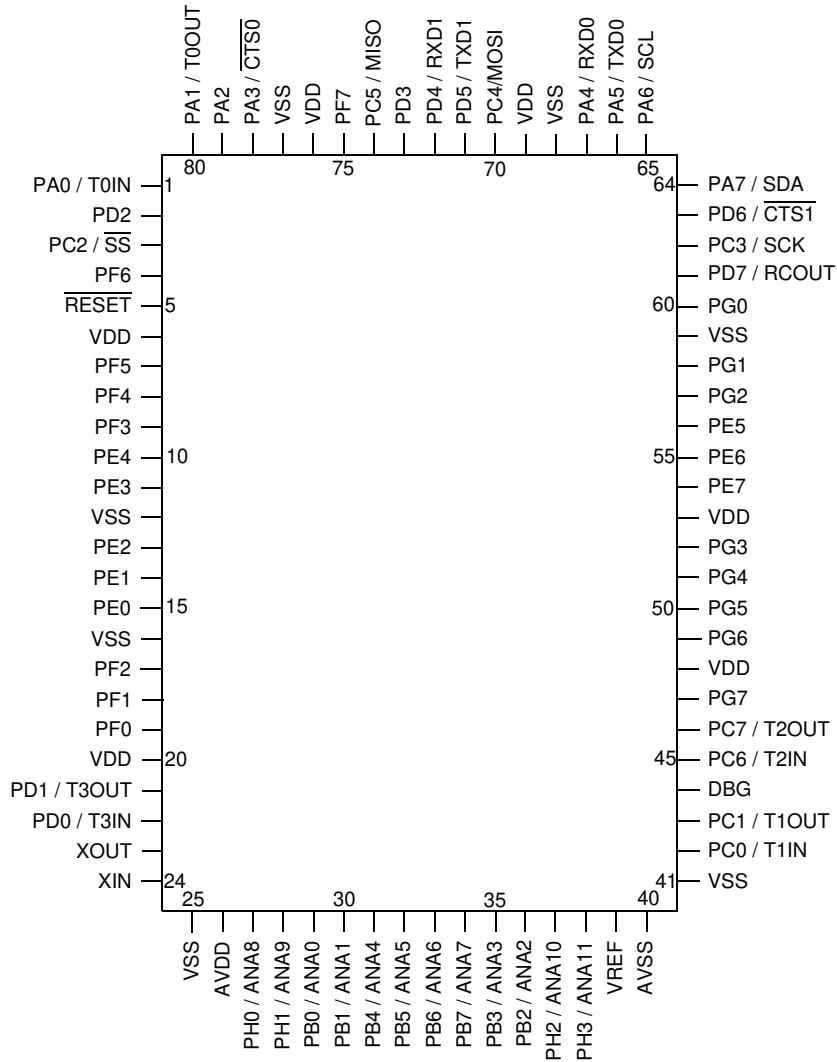 PA1 / T0OUT
PA2
PA3 / CTS0
VSS
VDD
PF7
PC5 / MISO
PD3
PD4 / RXD1
PD5 / TXD1
PC4/MOSI
VDD
VSS
PA4 / RXD0
PA5 / TXD0
PA6 / SCL
80
75
70
65
PA0 / T0IN
1
PD2
PC2 / SS
PF6
RESET
5
VDD
PF5
PF4
PF3
PE4
10
PE3
VSS
PE2
PE1
PE0
15
VSS
PF2
PF1
PF0
VDD
20
PD1 / T3OUT
PD0 / T3IN
XOUT
XIN
24
64
PA7 / SDA
PD6 / CTS1
PC3 / SCK
PD7 / RCOUT
60
PG0
VSS
PG1
PG2
PE5
55
PE6
PE7
VDD
PG3
PG4
50
PG5
PG6
VDD
PG7
PC7 / T2OUT
45
PC6 / T2IN
DBG
PC1 / T1OUT
PC0 / T1IN
41
VSS
25
30
35
40
VSS
AVDD
PH0 / ANA8
PH1 / ANA9
PB0 / ANA0
PB1 / ANA1
PB4 / ANA4
PB5 / ANA5
PB6 / ANA6
PB7 / ANA7
PB3 / ANA3
PB2 / ANA2
PH2 / ANA10
PH3 / ANA11
VREF
AVSS